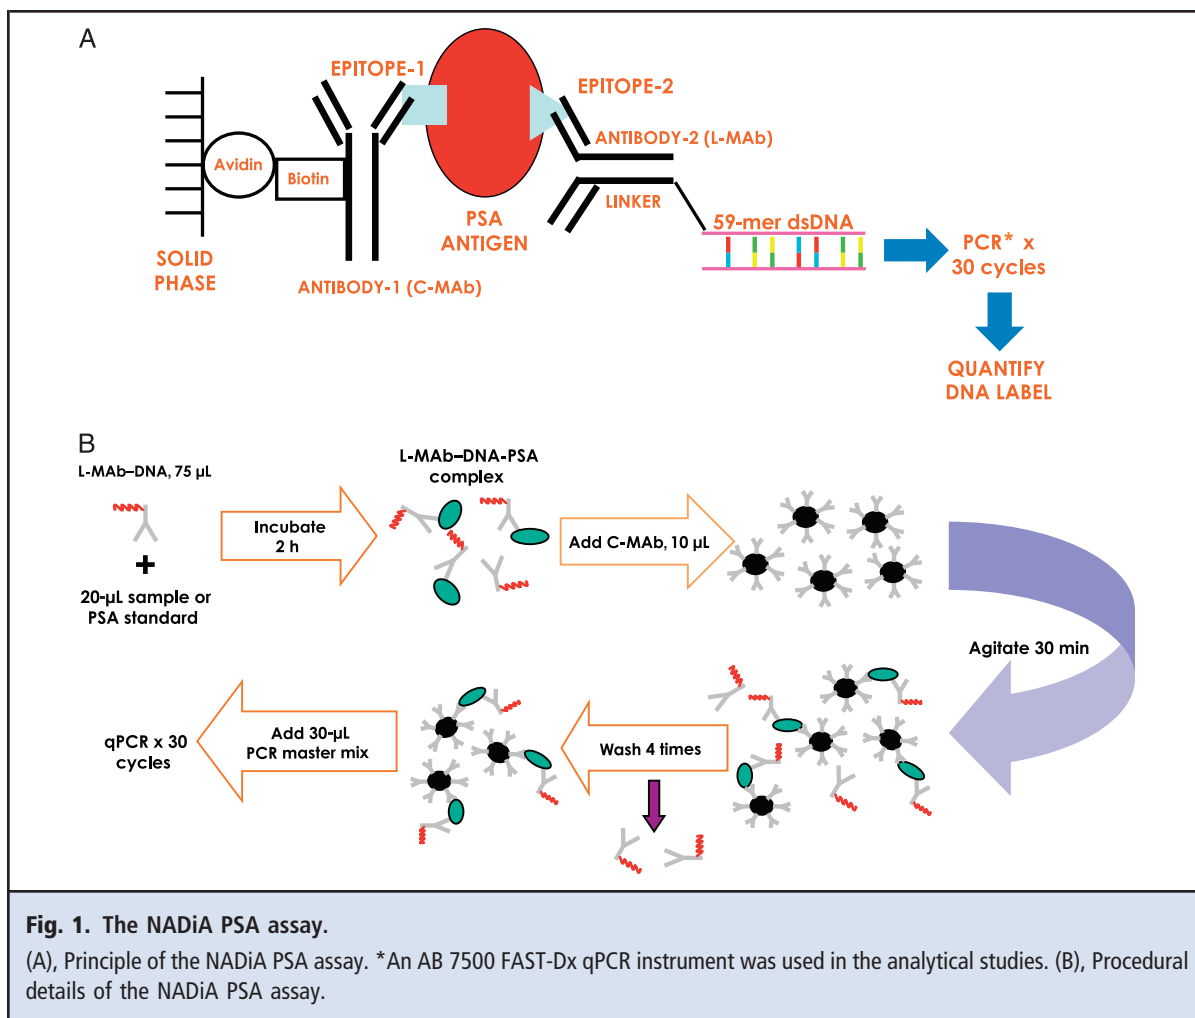 A
EPITOPE-1
EPITOPE-2
ANTIBODY-2 (L-MAb)
Avidin
Biotin
LINKER
PSA
ANTIGEN
59-mer dsDNA
PCR* x
30 cycles
SOLID
PHASE
ANTIBODY-1 (C-MAb)
QUANTIFY
DNA LABEL
B
L-MAb–DNA, 75 µL
L-MAb–DNA-PSA
complex
Incubate
2 h
Add C-MAb, 10 µL
+
20-µL sample or
PSA standard
Agitate 30 min
qPCR x 30
cycles
Add 30-µL
PCR master mix
Wash 4 times
Fig. 1. The NADiA PSA assay.
(A), Principle of the NADiA PSA assay. *An AB 7500 FAST-Dx qPCR instrument was used in the analytical studies. (B), Procedural
details of the NADiA PSA assay.